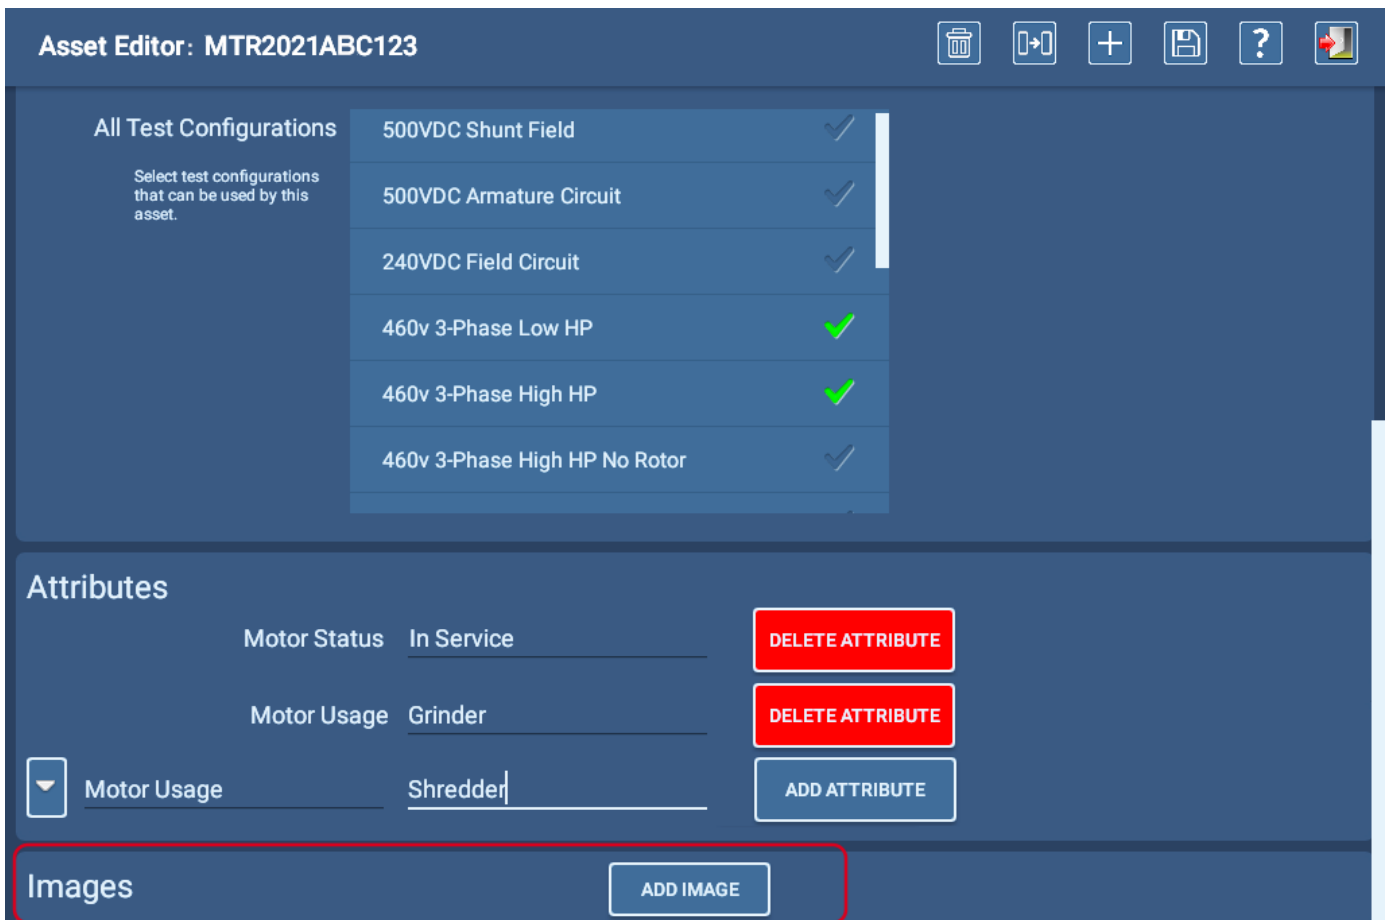 Asset Editor: MTR2021ABC123
All Test Configurations
Select test configurations
that can be used by this
asset.
500VDC Shunt Field
500VDC Armature Circuit
240VDC Field Circuit
460v 3-Phase Low HP
460v 3-Phase High HP
460v 3-Phase High HP No Rotor
Attributes
Motor Status In Service DELETE ATTRIBUTE
Motor Usage Grinder DELETE ATTRIBUTE
Motor Usage Shredder ADD ATTRIBUTE
Images ADD IMAGE